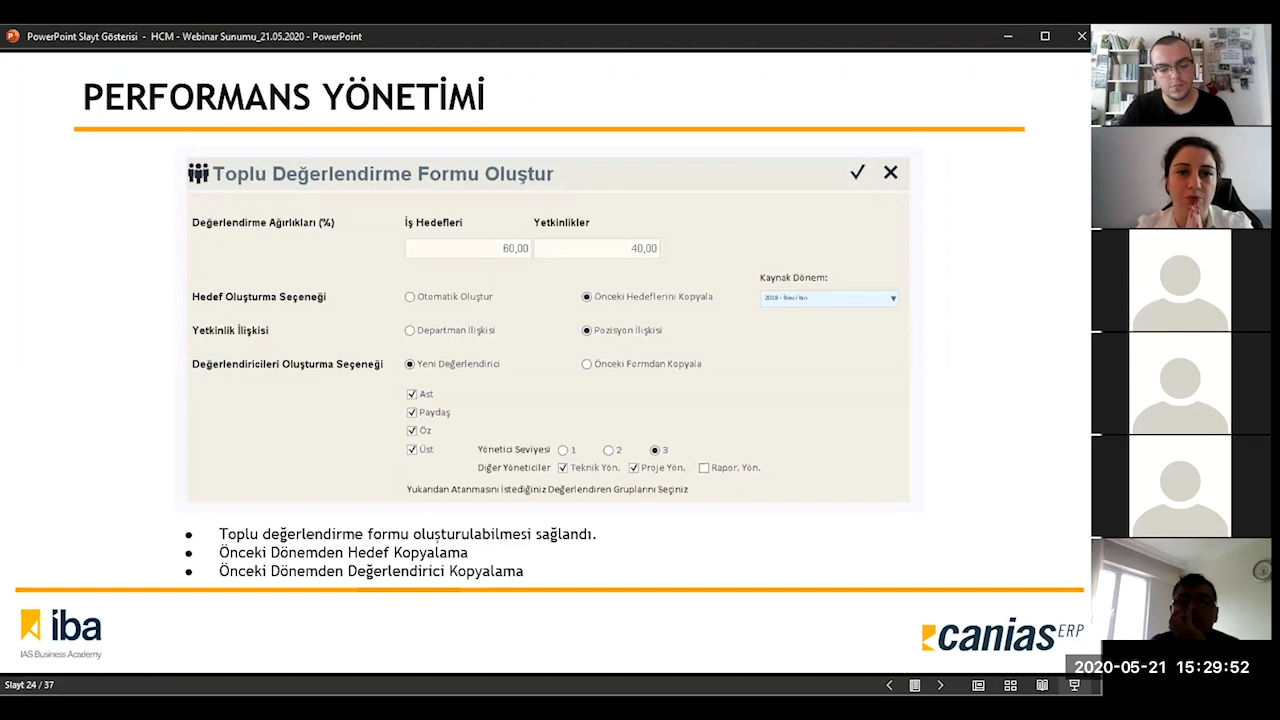 PowerPoint Slayt Gösterisi - HCM - Webinar Sunumu_21.05.2020 - PowerPoint
PERFORMANS YÖNETİMİ
Toplu Değerlendirme Formu Oluştur
Değerlendirme Ağırlıkları (%)
İş Hedefleri
Yetkinlikler
60,00
40,00
Kaynak Dönem:
Hedef Oluşturma Seçeneği
Otomatik Oluştur
Önceki Hedeflerini Kopyala
2019 - İkinci Yarı
Yetkinlik İlişkisi
Departman İlişkisi
Pozisyon İlişkisi
Değerlendiricileri Oluşturma Seçeneği
Yeni Değerlendirici
Önceki Formdan Kopyala
Ast
Paydaş
Öz
Üst
Yönetici Seviyesi 1 2 3
Diğer Yöneticiler Teknik Yön. Proje Yön. Rapor. Yön.
Yukarıdan Atanmasını İstediğiniz Değerlendiren Gruplarını Seçiniz
● Toplu değerlendirme formu oluşturulabilmesi sağlandı.
● Önceki Dönemden Hedef Kopyalama
● Önceki Dönemden Değerlendirici Kopyalama
iba
IAS Business Academy
canias ERP
2020-05-21 15:29:52
Slayt 24 / 37